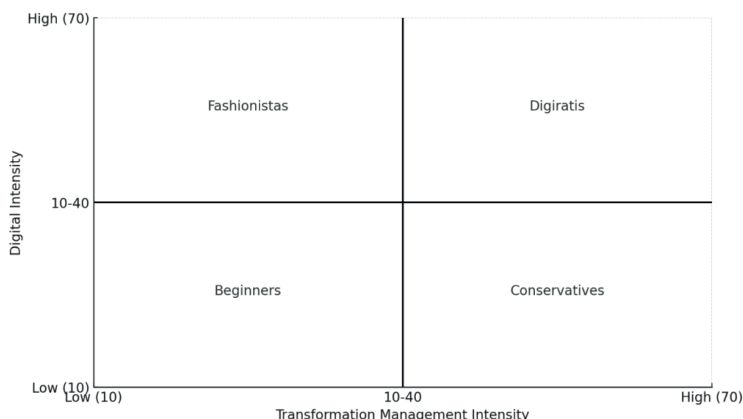 High (70)
Fashionistas
Digiratis
Digital Intensity
10-40
Beginners
Conservatives
Low (10)
Low (10)
10-40
High (70)
Transformation Management Intensity